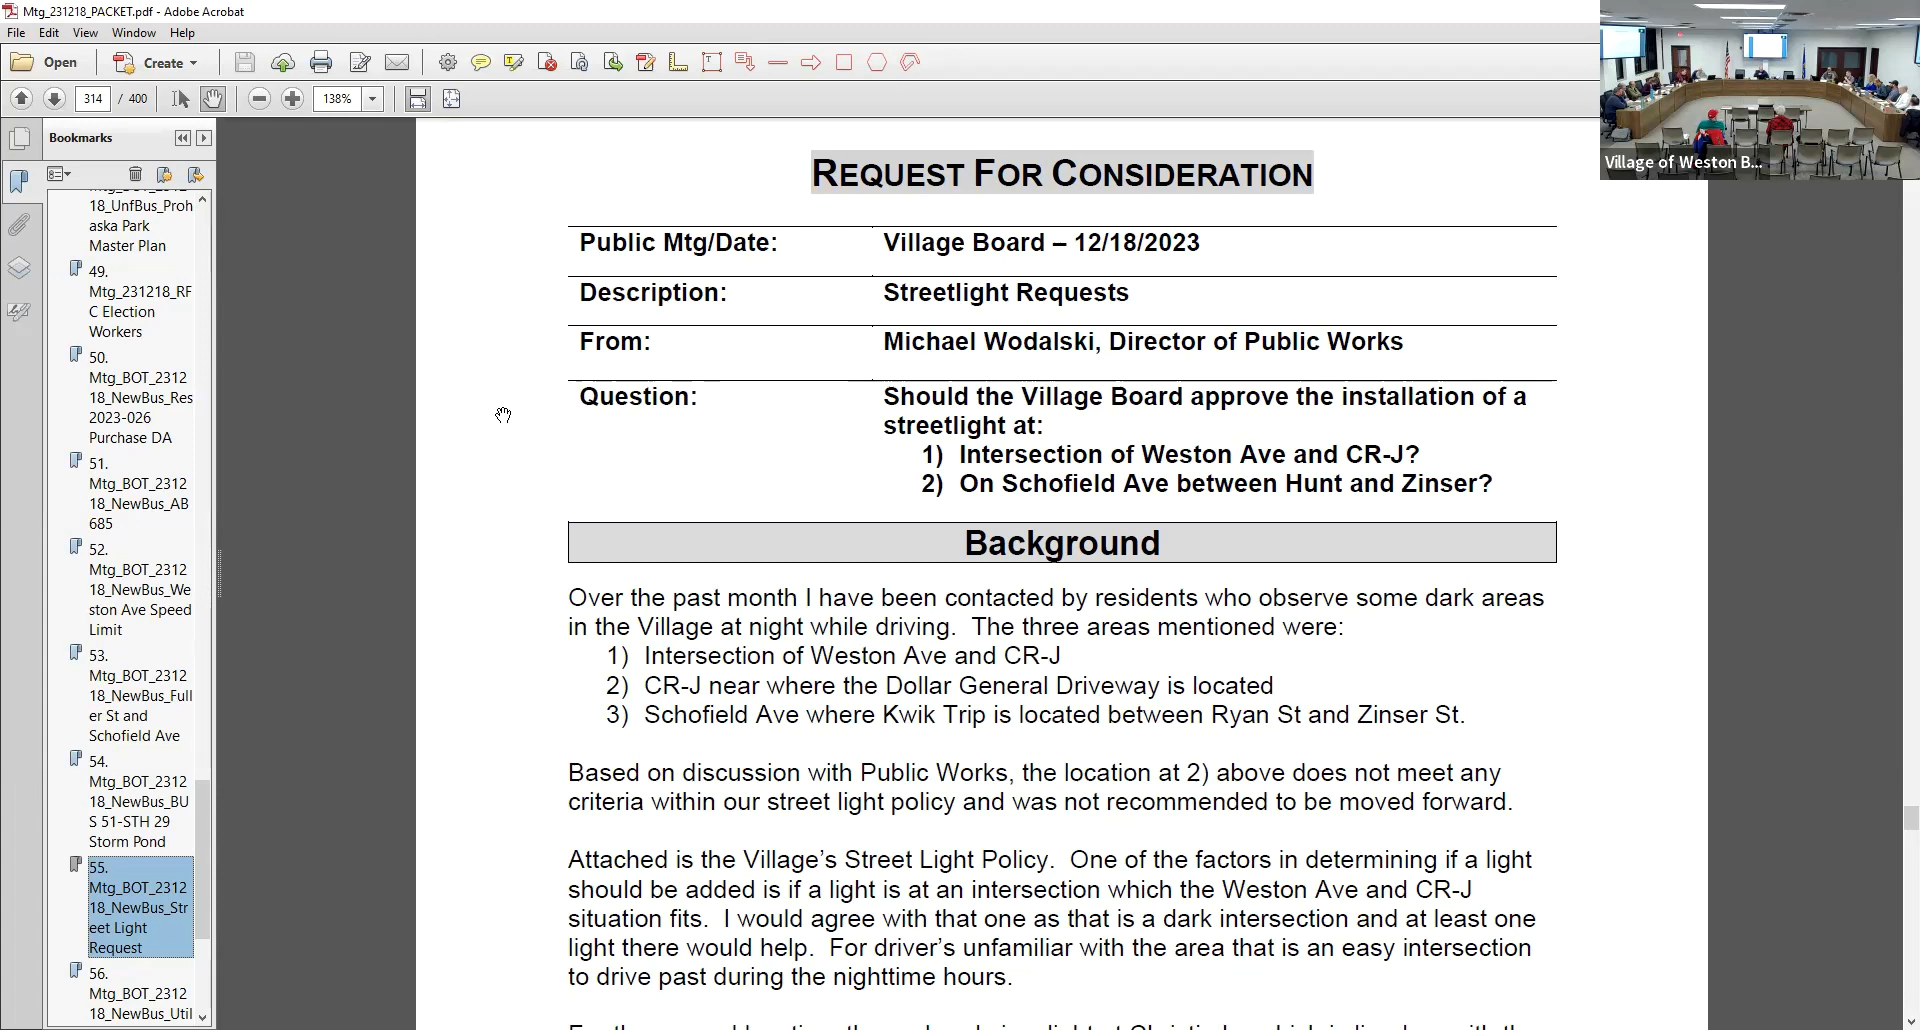 Mtg_231218_PACKET.pdf - Adobe Acrobat
File Edit View Window Help
Open Create
314 / 400 138%
Bookmarks
18_UnfBus_Proh
aska Park
Master Plan
49.
Mtg_231218_RF
C Election
Workers
50.
Mtg_BOT_2312
18_NewBus_Res
2023-026
Purchase DA
51.
Mtg_BOT_2312
18_NewBus_AB
685
52.
Mtg_BOT_2312
18_NewBus_We
ston Ave Speed
Limit
53.
Mtg_BOT_2312
18_NewBus_Full
er St and
Schofield Ave
54.
Mtg_BOT_2312
18_NewBus_BU
S 51-STH 29
Storm Pond
55.
Mtg_BOT_2312
18_NewBus_Str
eet Light
Request
56.
Mtg_BOT_2312
18_NewBus_Util
REQUEST FOR CONSIDERATION
Public Mtg/Date: Village Board – 12/18/2023
Description: Streetlight Requests
From: Michael Wodalski, Director of Public Works
Question: Should the Village Board approve the installation of a
streetlight at:
1) Intersection of Weston Ave and CR-J?
2) On Schofield Ave between Hunt and Zinser?
Background
Over the past month I have been contacted by residents who observe some dark areas
in the Village at night while driving. The three areas mentioned were:
1) Intersection of Weston Ave and CR-J
2) CR-J near where the Dollar General Driveway is located
3) Schofield Ave where Kwik Trip is located between Ryan St and Zinser St.
Based on discussion with Public Works, the location at 2) above does not meet any
criteria within our street light policy and was not recommended to be moved forward.
Attached is the Village’s Street Light Policy. One of the factors in determining if a light
should be added is if a light is at an intersection which the Weston Ave and CR-J
situation fits. I would agree with that one as that is a dark intersection and at least one
light there would help. For driver’s unfamiliar with the area that is an easy intersection
to drive past during the nighttime hours.
Village of Weston B...